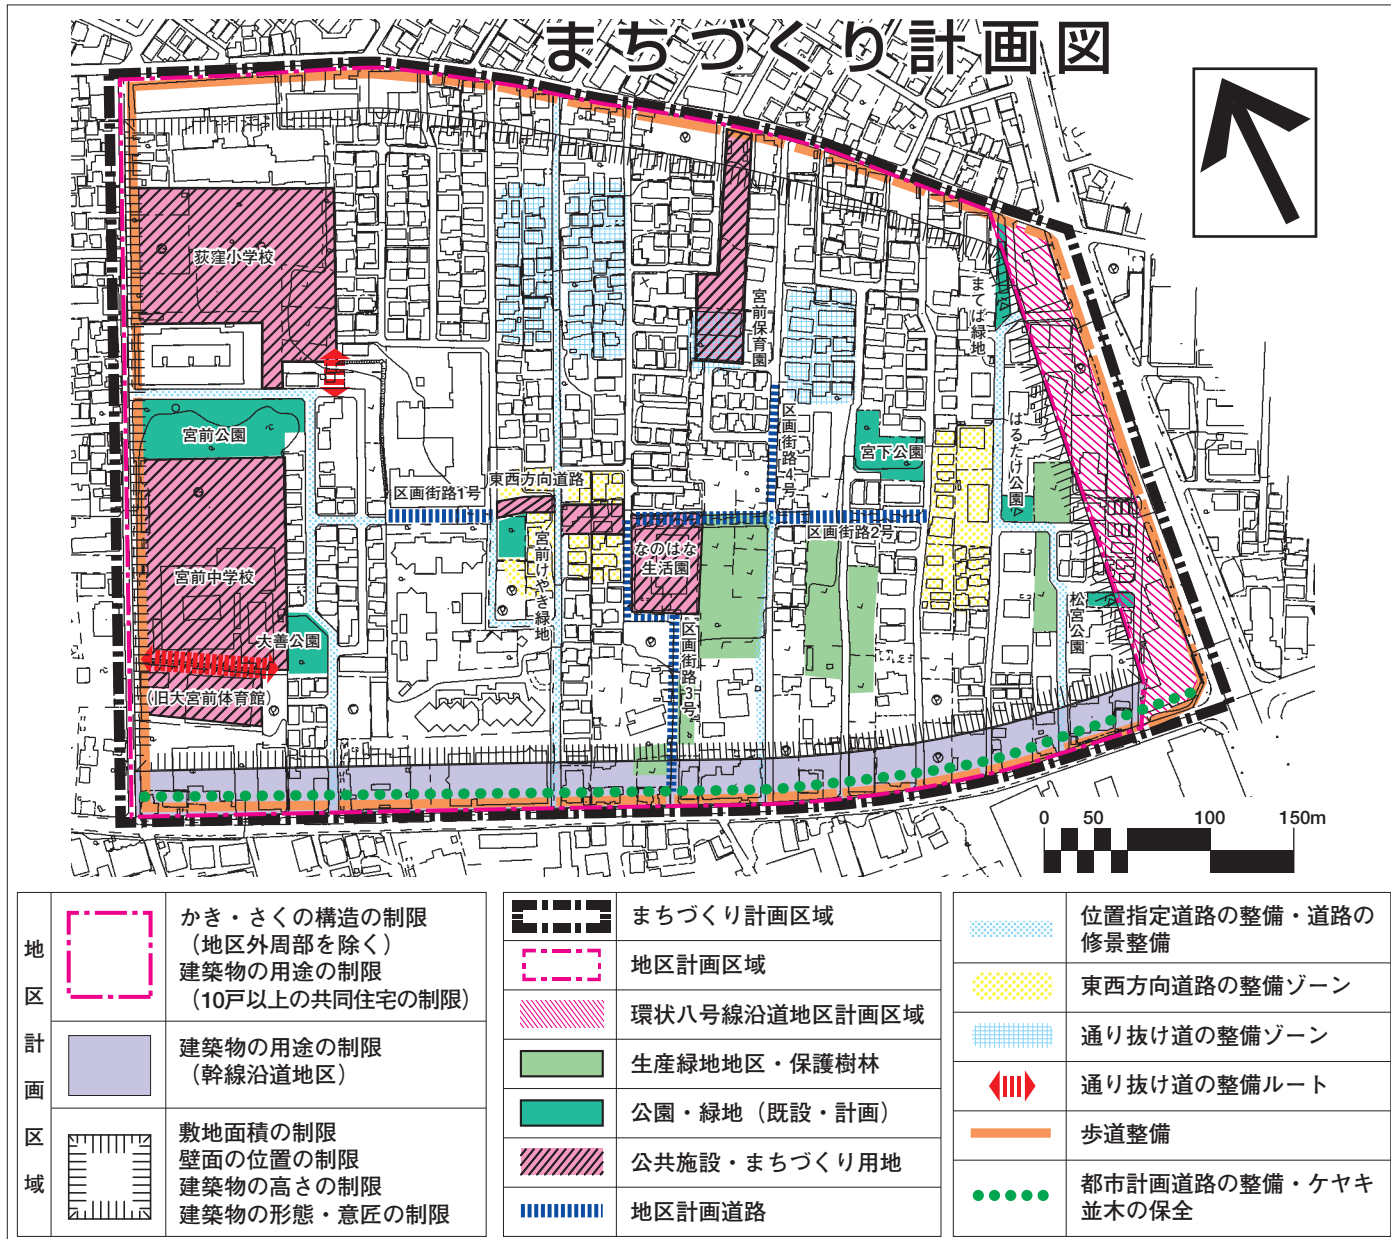 まちづくり計画図
荻窪小学校
宮前保育園
まてば緑地
宮前公園
区画街路4号
はるたけ公園
宮下公園
東西方向道路
区画街路1号
区画街路2号
宮前けやき緑地
なのはな
生活園
宮前中学校
松宮公園
大善公園
区画街路3号
(旧大宮前体育館)
0 50 100 150m
地区計画区域
かき・さくの構造の制限
(地区外周部を除く)
建築物の用途の制限
(10戸以上の共同住宅の制限)
建築物の用途の制限
(幹線沿道地区)
敷地面積の制限
壁面の位置の制限
建築物の高さの制限
建築物の形態・意匠の制限
まちづくり計画区域
地区計画区域
環状八号線沿道地区計画区域
生産緑地地区・保護樹林
公園・緑地(既設・計画)
公共施設・まちづくり用地
地区計画道路
位置指定道路の整備・道路の
修景整備
東西方向道路の整備ゾーン
通り抜け道の整備ゾーン
通り抜け道の整備ルート
歩道整備
都市計画道路の整備・ケヤキ
並木の保全